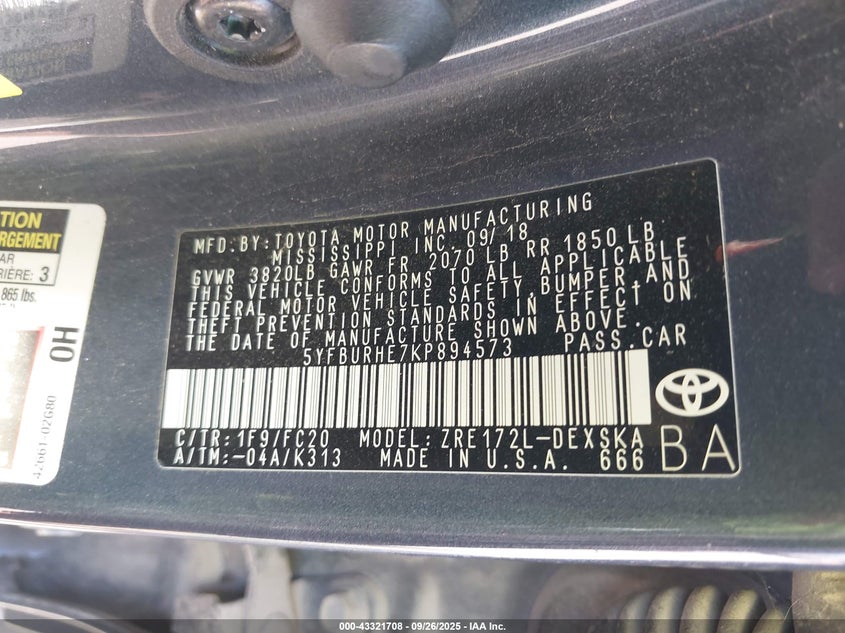 TION
RGEMENT
AR
RIÈRE: 3
865 lbs.
HO
42661-02G80
MFD.BY:TOYOTA MOTOR MANUFACTURING
MISSISSIPPI INC. 09/18
GVWR 3820LB GAWR FR 2070 LB RR 1850 LB
THIS VEHICLE CONFORMS TO ALL APPLICABLE
FEDERAL MOTOR VEHICLE SAFETY, BUMPER, AND
THEFT PREVENTION STANDARDS IN EFFECT ON
THE DATE OF MANUFACTURE SHOWN ABOVE.
5YFBURHE7KP894573 PASS.CAR
C/TR:1F9/FC20 MODEL: ZRE172L-DEXSKA
A/TM:-04A/K313 MADE IN U.S.A. 666
BA
000-43321708 - 09/26/2025 - IAA Inc.